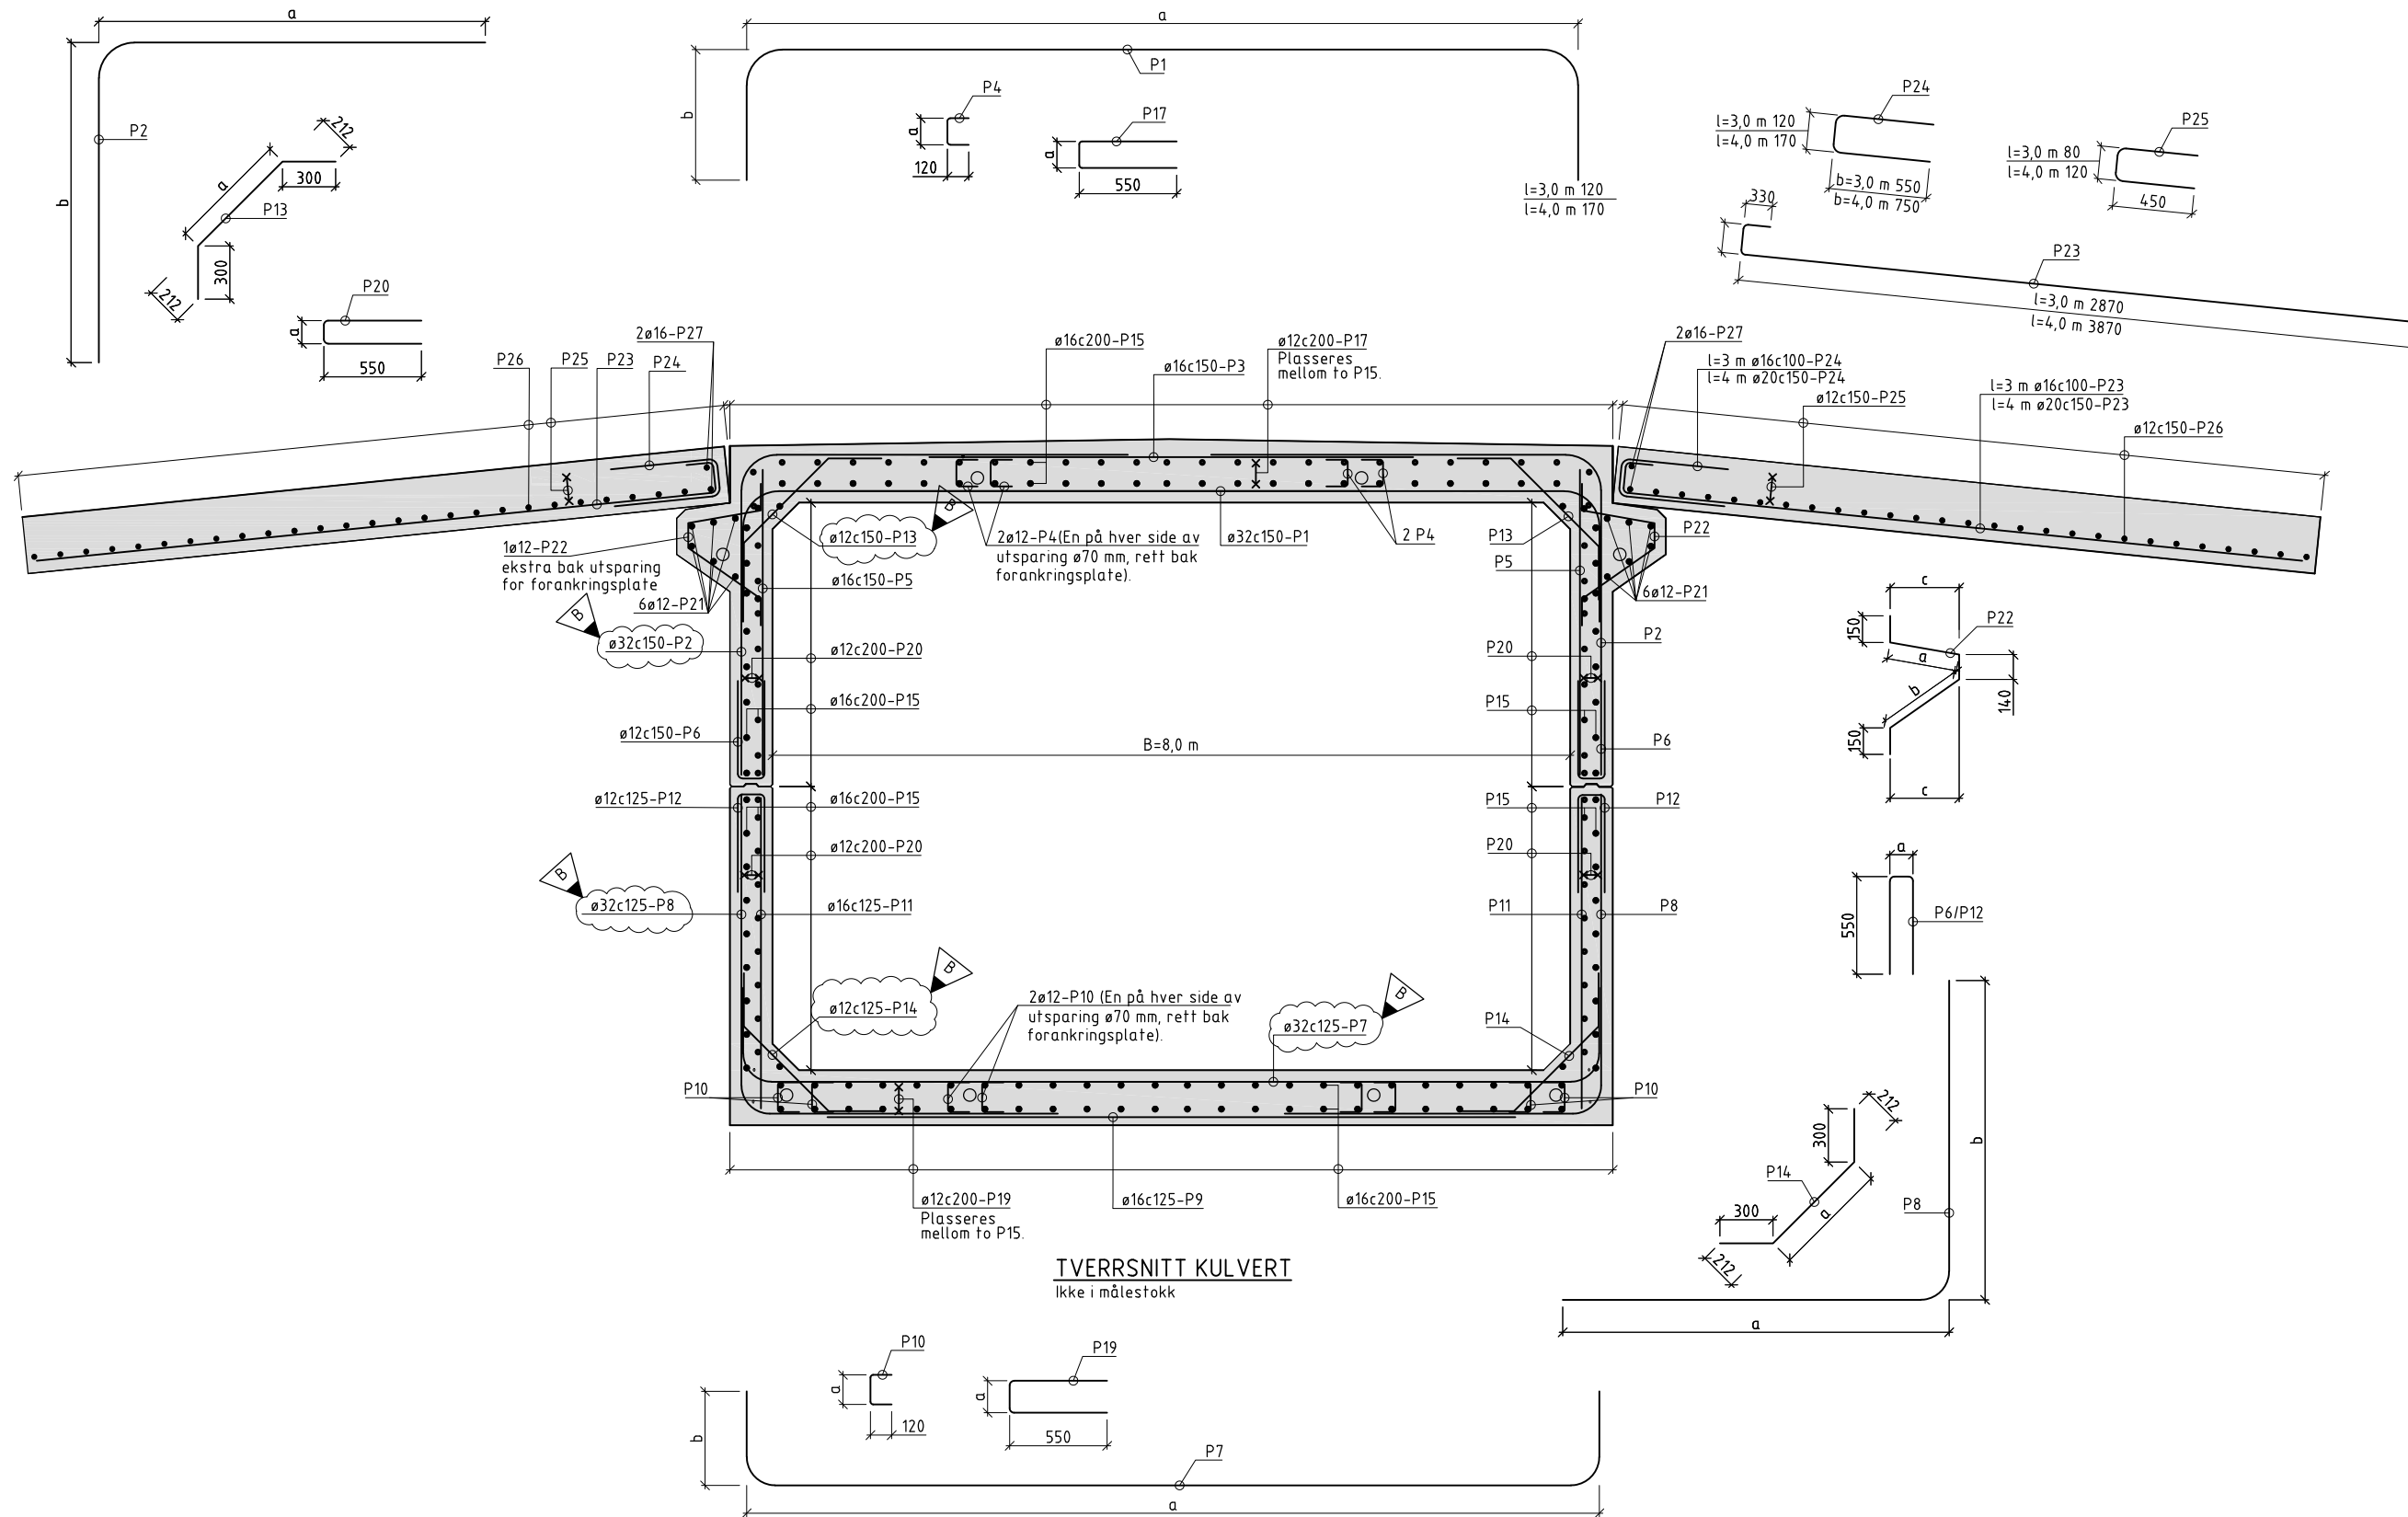 a
a
P1
b
P2
b
212
a
300
P13
300
212
P20
a
550
P4
a
120
P17
a
550
l=3,0 m 120
l=4,0 m 170
P24
l=3,0 m 120
l=4,0 m 170
b=3,0 m 550
b=4,0 m 750
P25
l=3,0 m 80
l=4,0 m 120
450
330
P23
l=3,0 m 2870
l=4,0 m 3870
P26
P25
P23
2ø16-P27
P24
ø16c200-P15
ø16c150-P3
ø12c200-P17
Plasseres
mellom to P15.
2ø16-P27
l=3 m ø16c100-P24
l=4 m ø20c150-P24
ø12c150-P25
l=3 m ø16c100-P23
l=4 m ø20c150-P23
ø12c150-P26
1ø12-P22
ekstra bak utsparing
for forankringsplate
6ø12-P21
B
ø12c150-P13
2ø12-P4(En på hver side av
utsparing ø70 mm, rett bak
forankringsplate).
ø32c150-P1
2 P4
P13
P22
P5
6ø12-P21
ø16c150-P5
B
ø32c150-P2
ø12c200-P20
P20
P2
ø16c200-P15
P15
ø12c150-P6
B=8,0 m
P6
c
150
P22
a
b
140
150
c
ø12c125-P12
ø16c200-P15
P15
P12
ø12c200-P20
P20
B
ø32c125-P8
ø16c125-P11
P11
P8
a
550
P6/P12
B
ø12c125-P14
2ø12-P10 (En på hver side av
utsparing ø70 mm, rett bak
forankringsplate).
B
ø32c125-P7
P14
P10
P10
ø12c200-P19
Plasseres
mellom to P15.
ø16c125-P9
ø16c200-P15
212
300
P14
300
a
212
P8
b
a
TVERRSNITT KULVERT
Ikke i målestokk
P10
a
120
P19
a
550
b
P7
a